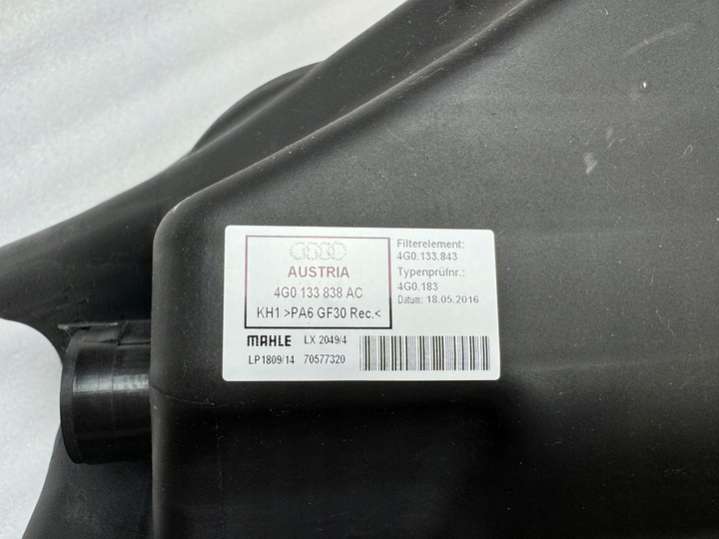 AUSTRIA
4G0 133 838 AC
KH1 >PA6 GF30 Rec.<
Filterelement:
4G0.133.843
Typenprüfnr.:
4G0.183
Datum: 18.05.2016
MAHLE LX 2049/4
LP1809/14 70577320